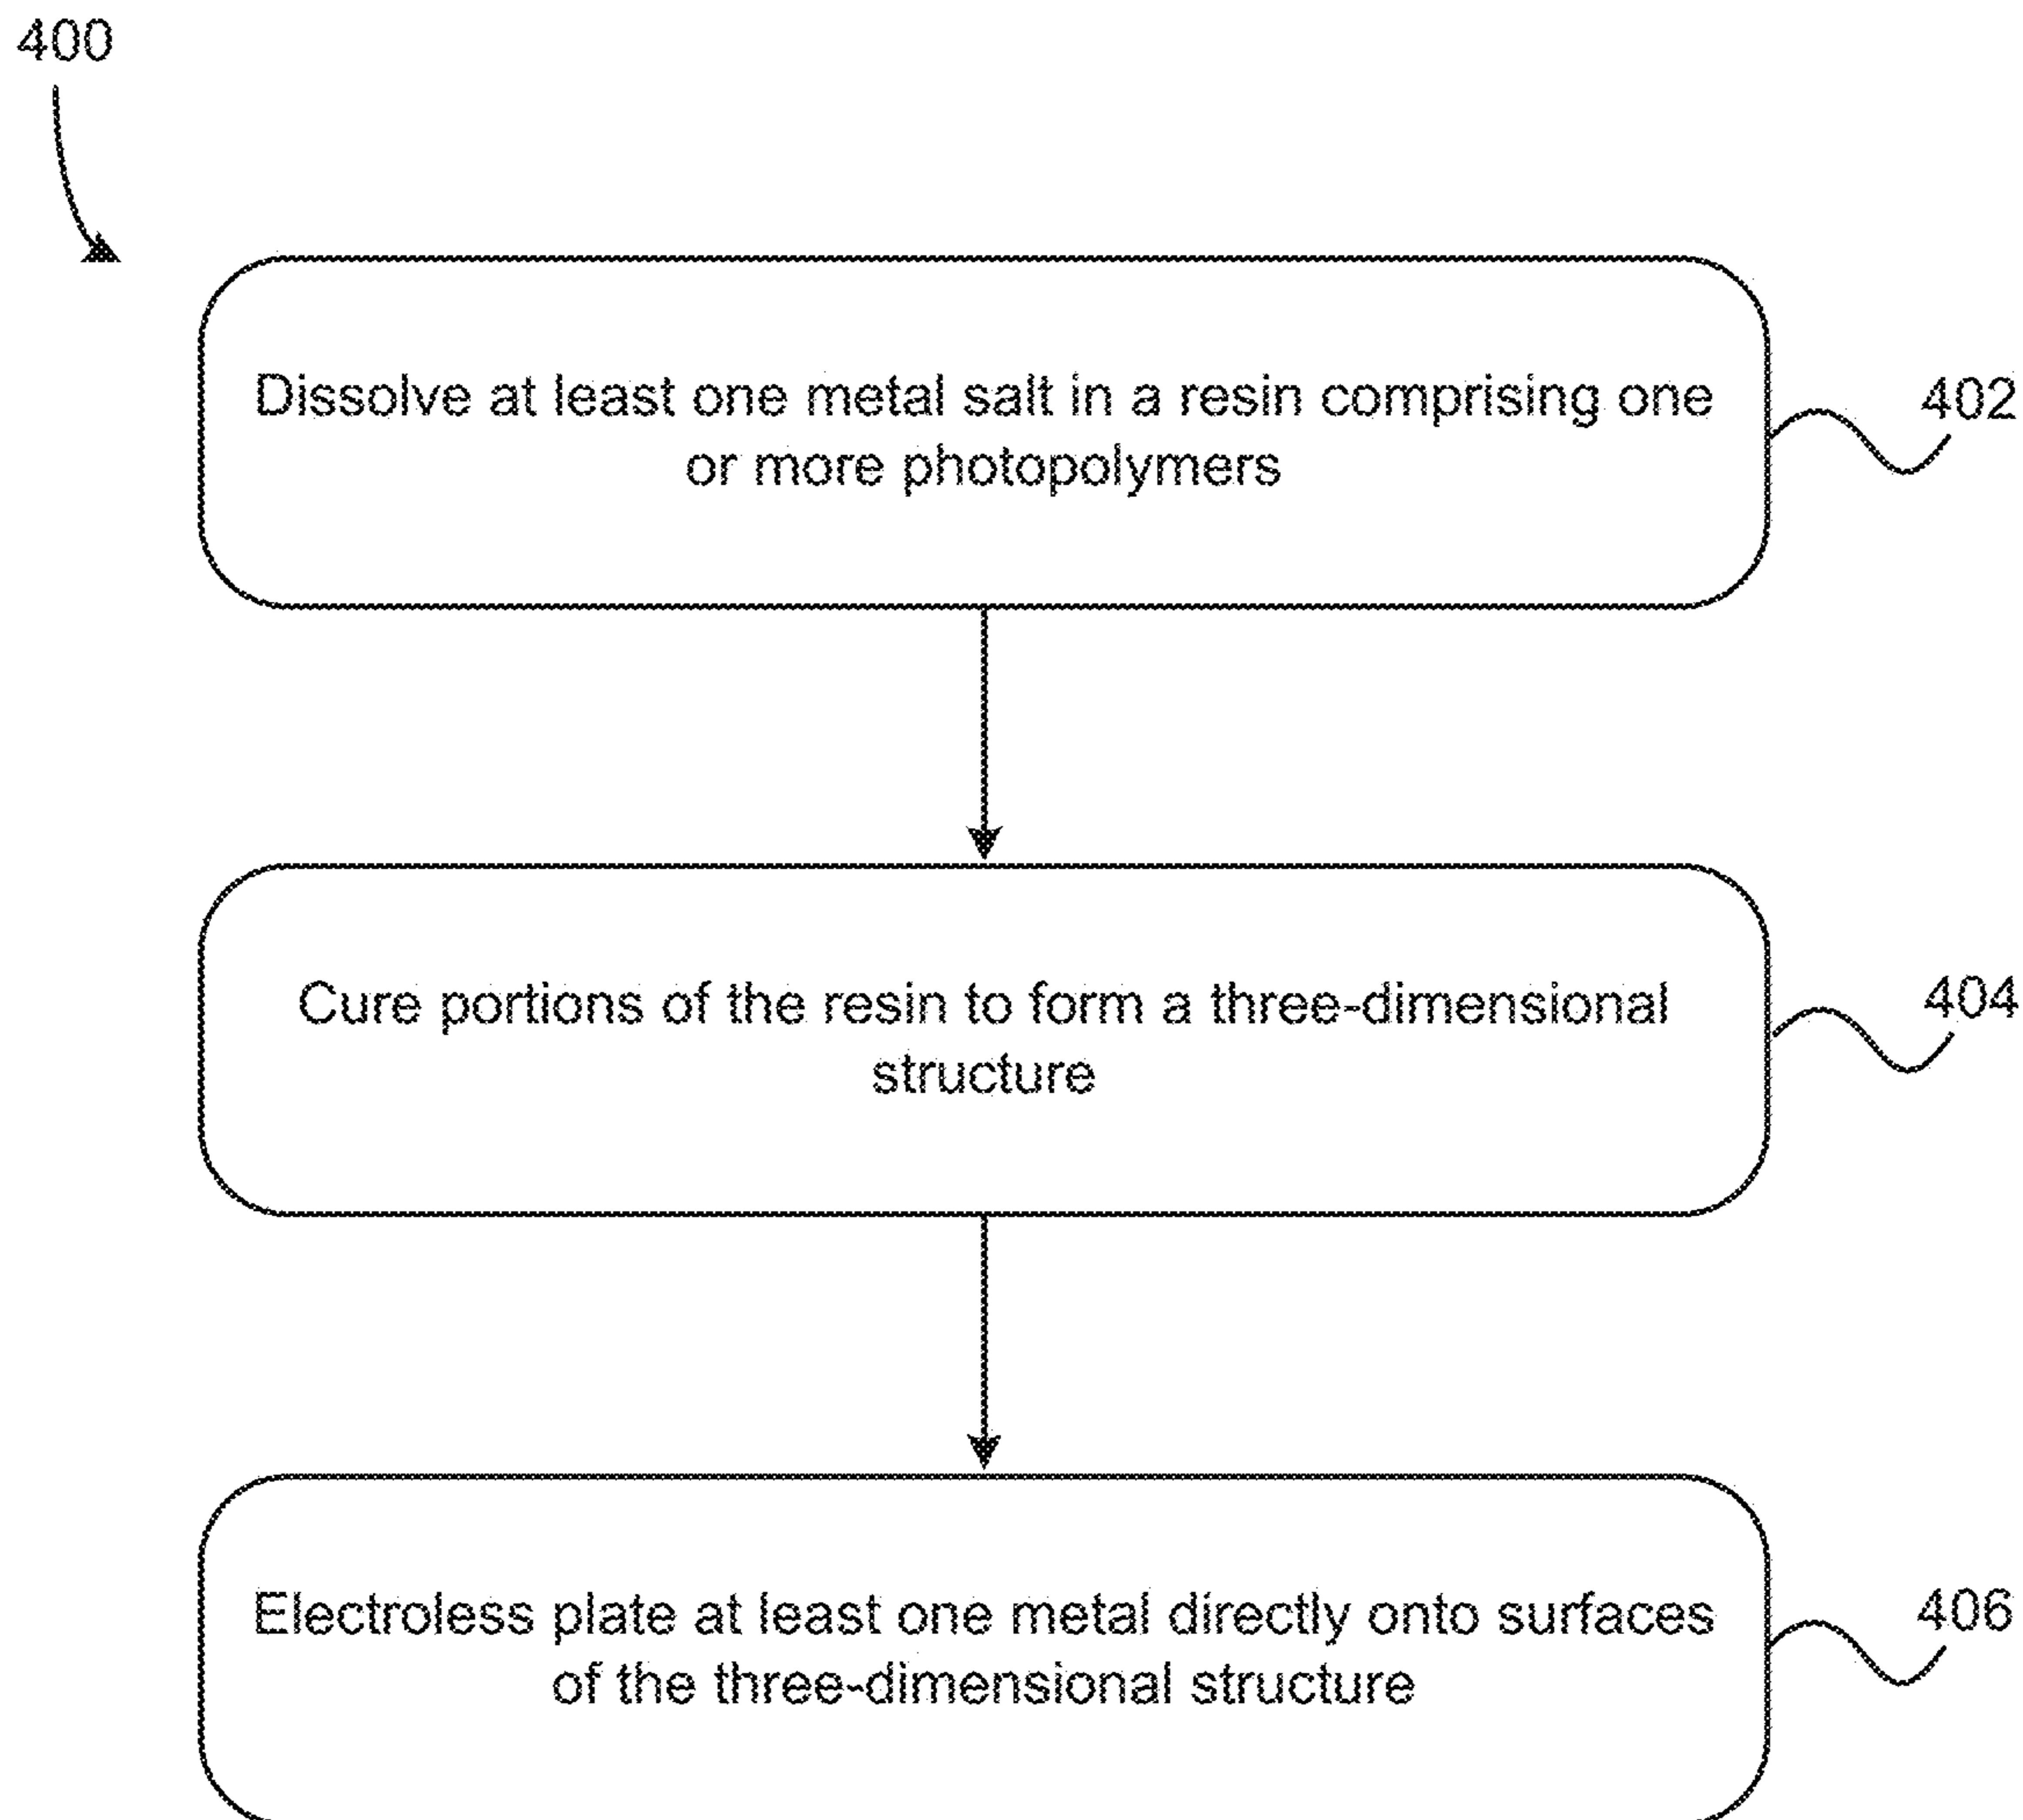 400
Dissolve at least one metal salt in a resin comprising one
or more photopolymers
402
Cure portions of the resin to form a three-dimensional
structure
404
Electroless plate at least one metal directly onto surfaces
of the three-dimensional structure
406